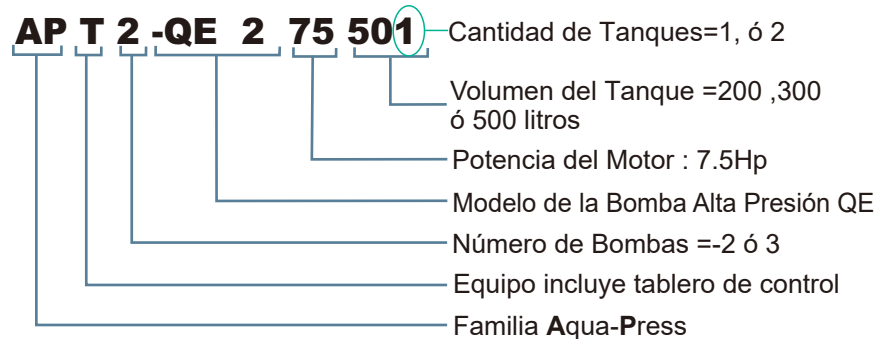 APT2-QE 2 75 501
Cantidad de Tanques=1, ó 2
Volumen del Tanque =200 ,300
ó 500 litros
Potencia del Motor : 7.5Hp
Modelo de la Bomba Alta Presión QE
Número de Bombas =-2 ó 3
Equipo incluye tablero de control
Familia Aqua-Press